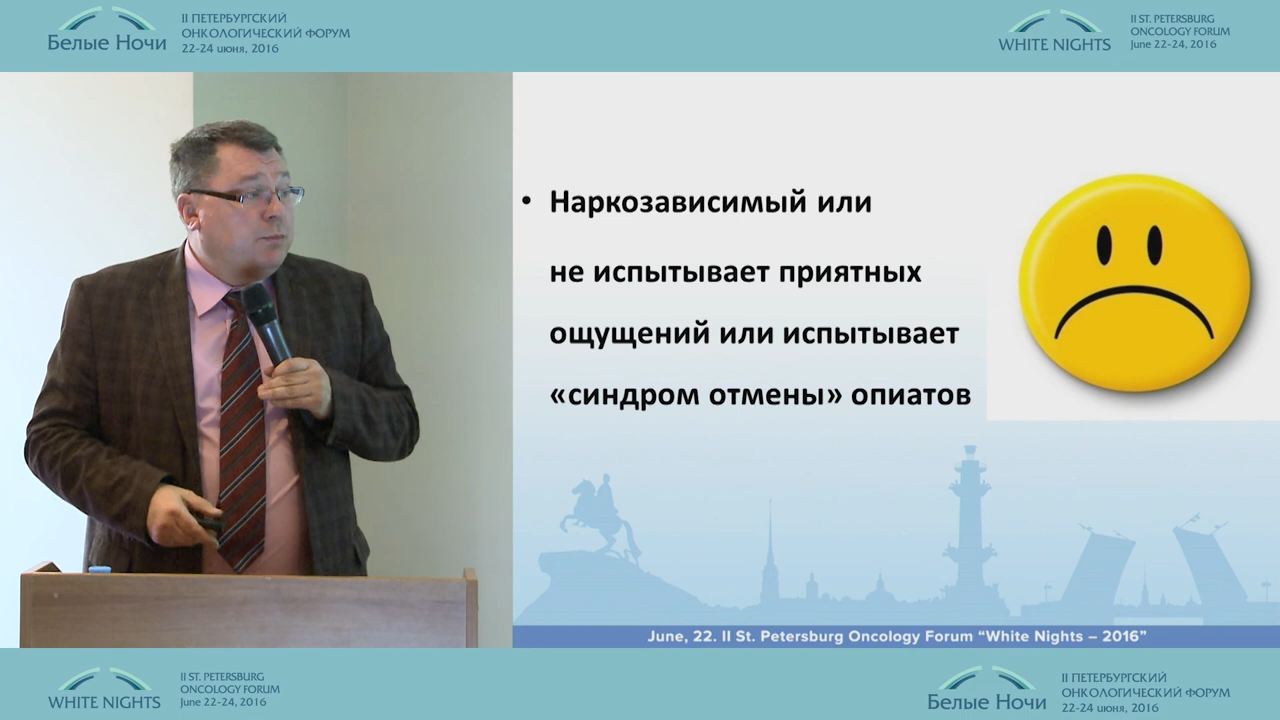 Белые Ночи
II ПЕТЕРБУРГСКИЙ
ОНКОЛОГИЧЕСКИЙ ФОРУМ
22-24 июня, 2016
WHITE NIGHTS
II ST. PETERSBURG
ONCOLOGY FORUM
June 22-24, 2016
• Наркозависимый или
не испытывает приятных
ощущений или испытывает
«синдром отмены» опиатов
June, 22. II St. Petersburg Oncology Forum “White Nights – 2016”
WHITE NIGHTS
II ST. PETERSBURG
ONCOLOGY FORUM
June 22-24, 2016
Белые Ночи
II ПЕТЕРБУРГСКИЙ
ОНКОЛОГИЧЕСКИЙ ФОРУМ
22-24 июня, 2016